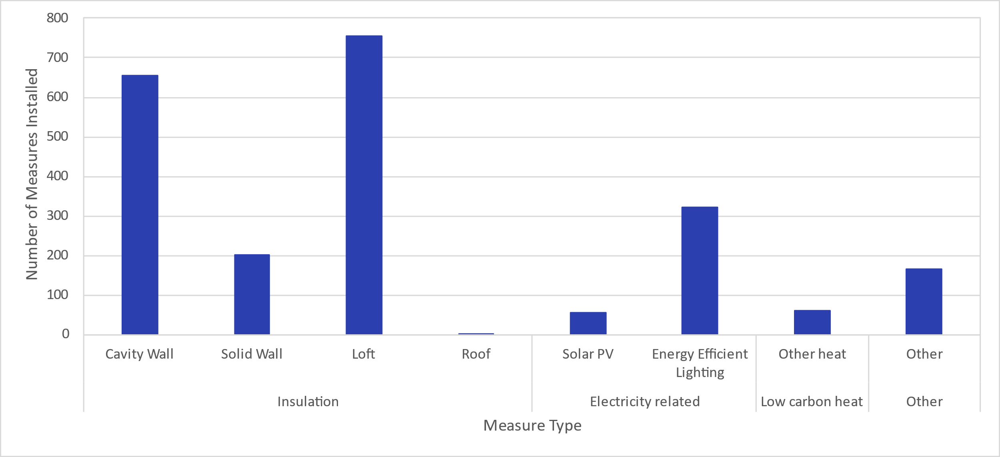 800
700
600
500
400
300
200
100
0
Number of Measures Installed
Cavity Wall
Solid Wall
Loft
Roof
Solar PV
Energy Efficient
Lighting
Other heat
Other
Insulation
Electricity related
Low carbon heat
Other
Measure Type